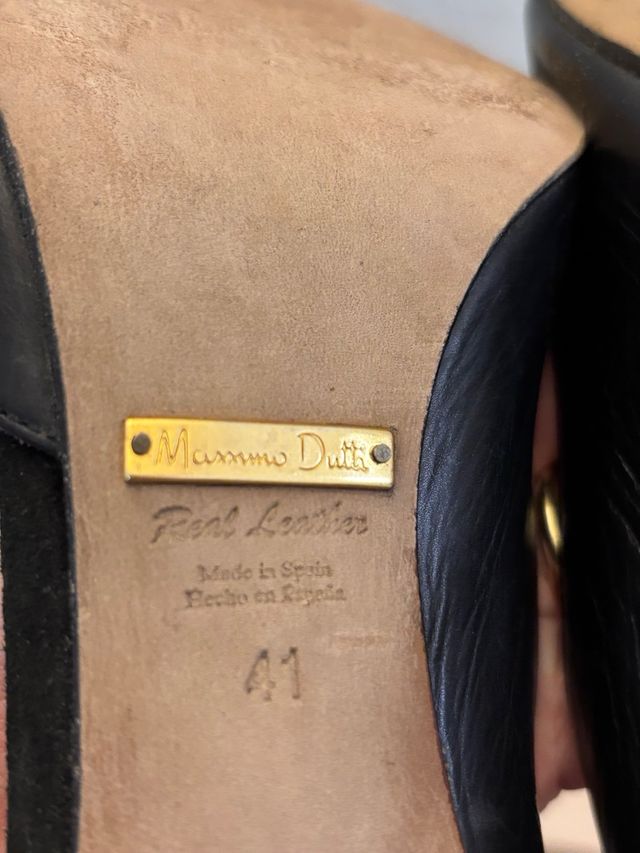 Massimo Dutti
Real Leather
Made in Spain
Hecho en España
41